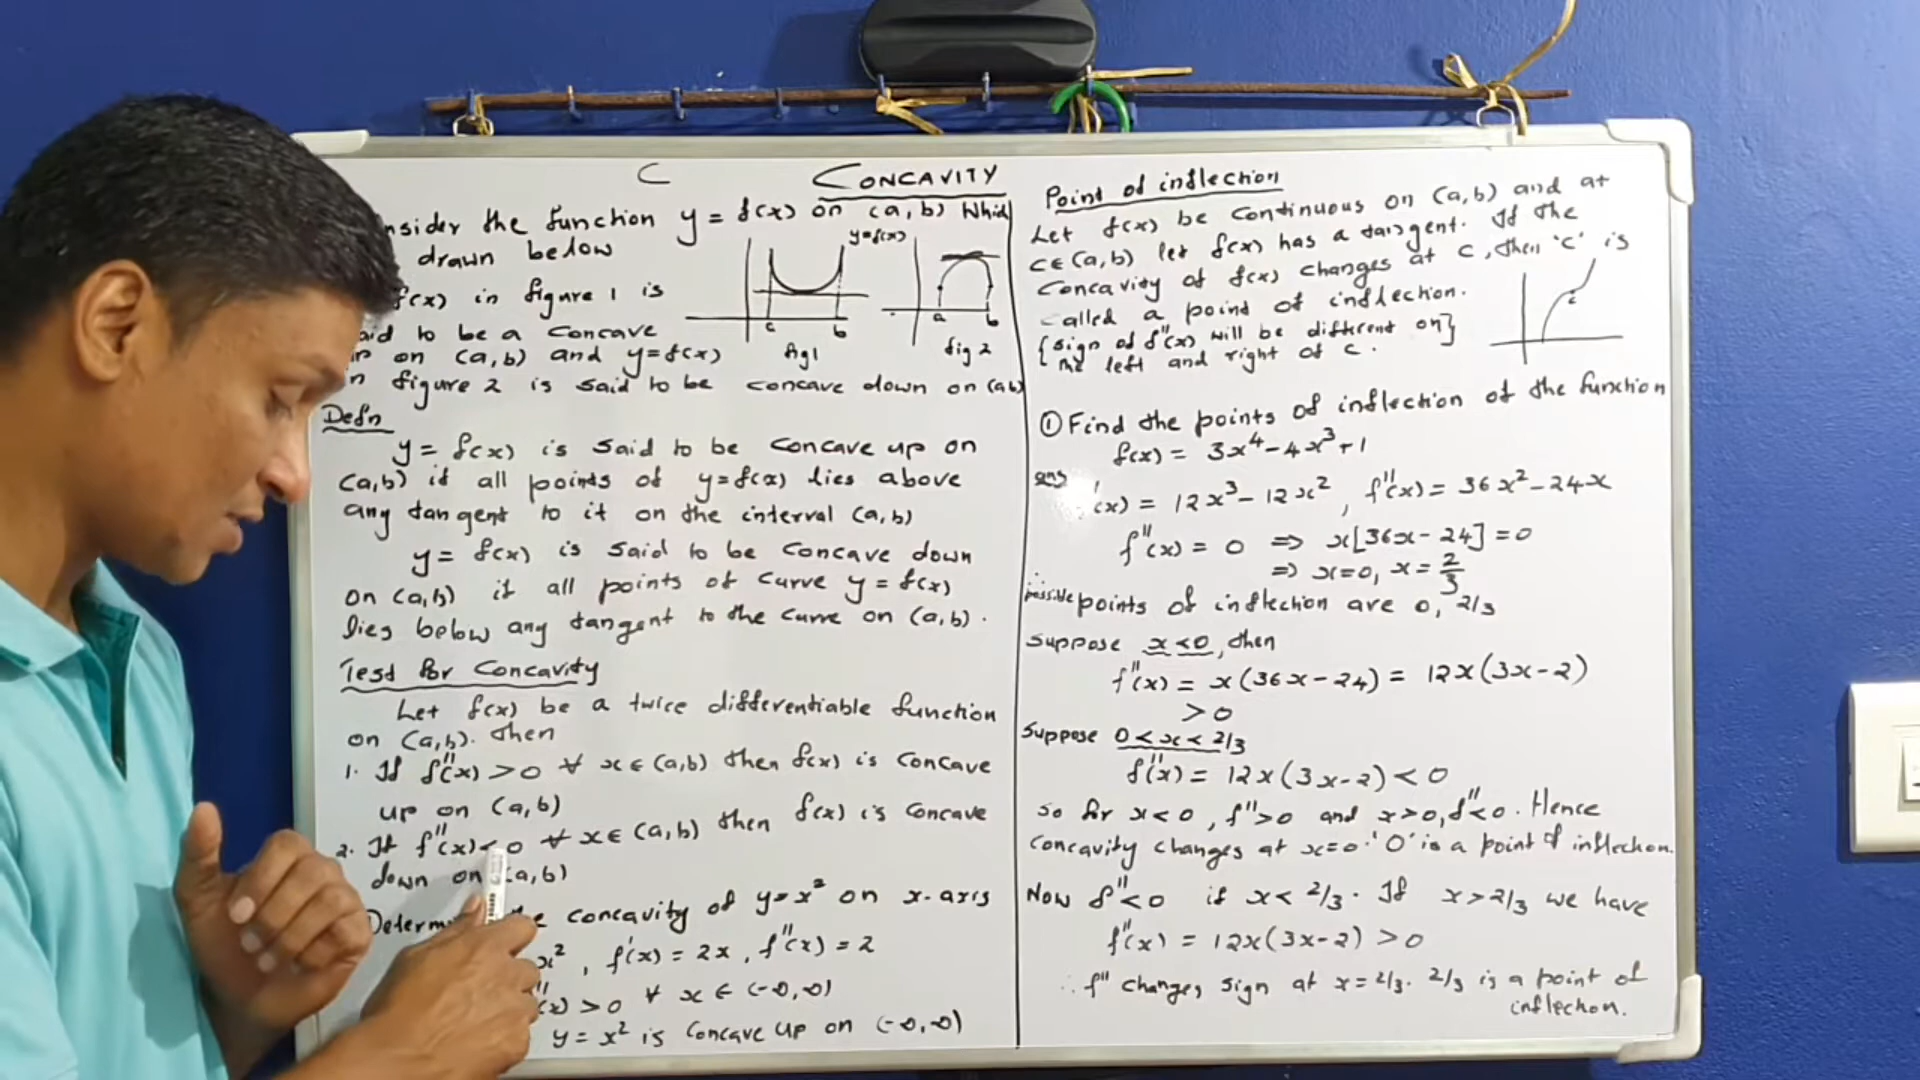 C CONCAVITY
nsider the function y = f(x) on (a,b) Which
drawn below
f(x) in figure 1 is
aid to be a concave
on (a,b) and y=f(x)
in figure 2 is said to be concave down on (a,b)
y=f(x)
c b
fig1
a b
fig 2
Defn
y = f(x) is said to be concave up on
(a,b) if all points of y=f(x) lies above
any tangent to it on the interval (a,b)
y = f(x) is said to be concave down
on (a,b) if all points of curve y = f(x)
lies below any tangent to the curve on (a,b).
Test for Concavity
Let f(x) be a twice differentiable function
on (a,b). Then
1. If f''(x) > 0 ∀ x ∈ (a,b) then f(x) is concave
up on (a,b)
2. If f''(x) < 0 ∀ x ∈ (a,b) then f(x) is concave
down on (a,b)
concavity of y=x² on x-axis
x², f'(x) = 2x, f''(x) = 2
(x) > 0 ∀ x ∈ (-∞,∞)
y = x² is concave up on (-∞,∞)
Point of inflection
Let f(x) be continuous on (a,b) and at
c∈(a,b) let f(x) has a tangent. If the
concavity of f(x) changes at c, then 'c' is
called a point of inflection.
{sign of f''(x) will be different on}
the left and right of c.
c
① Find the points of inflection of the function
f(x) = 3x⁴-4x³+1
ans
'(x) = 12x³-12x², f''(x) = 36x²-24x
f''(x) = 0 ⇒ x[36x-24]=0
⇒ x=0, x=2/3
∴ possible points of inflection are 0, 2/3
Suppose x<0, then
f''(x) = x(36x-24) = 12x(3x-2)
>0
Suppose 0<x<2/3
f''(x) = 12x(3x-2) < 0
so for x<0, f''>0 and x>0, f''<0. Hence
concavity changes at x=0. '0' is a point of inflection.
Now f''<0 if x<2/3. If x>2/3 we have
f''(x) = 12x(3x-2) > 0
∴ f'' changes sign at x=2/3. 2/3 is a point of
inflection.